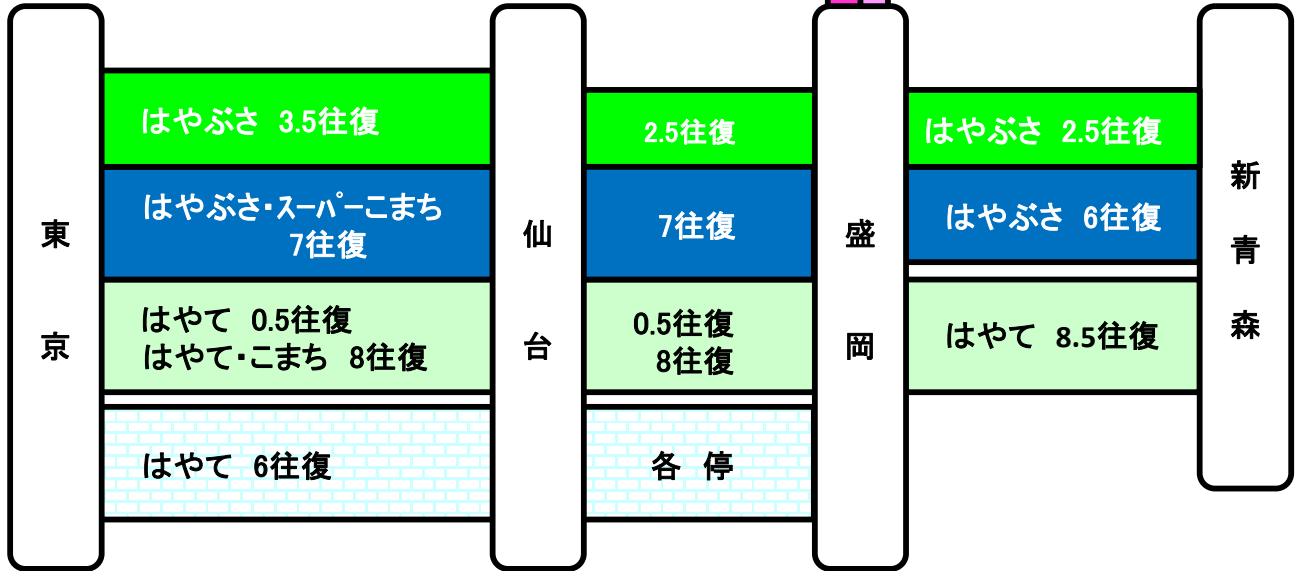 東京
はやぶさ 3.5往復
はやぶさ・スーパーこまち
7往復
はやて 0.5往復
はやて・こまち 8往復
はやて 6往復
仙台
2.5往復
7往復
0.5往復
8往復
各 停
盛岡
はやぶさ 2.5往復
はやぶさ 6往復
はやて 8.5往復
新青森